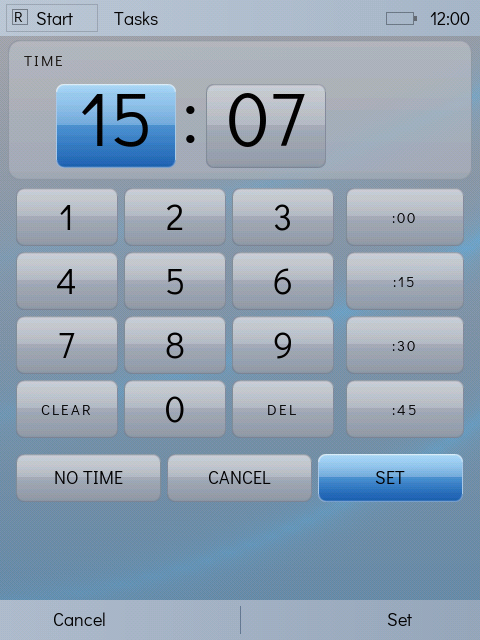 R Start Tasks 12:00
TIME
15 : 07
1 2 3 :00
4 5 6 :15
7 8 9 :30
CLEAR 0 DEL :45
NO TIME CANCEL SET
Cancel Set